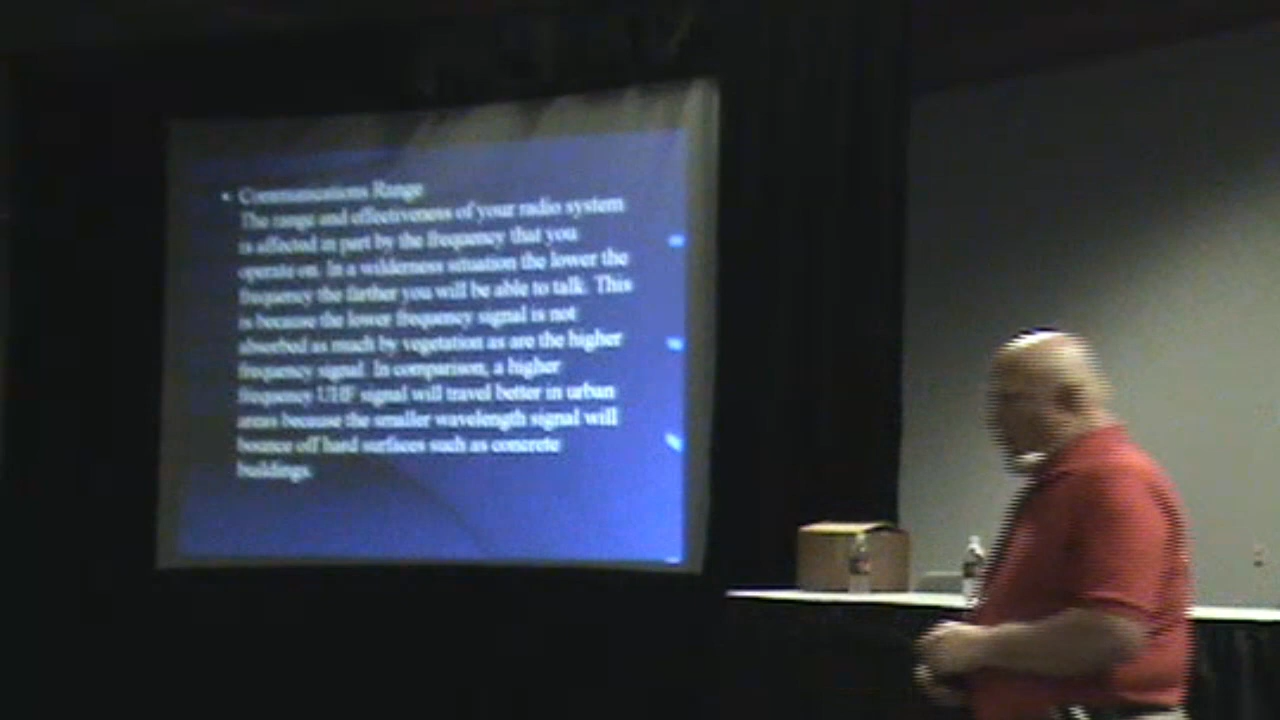 • Communications Range
The range and effectiveness of your radio system
is affected in part by the frequency that you
operate on. In a wilderness situation the lower the
frequency the farther you will be able to talk. This
is because the lower frequency signal is not
absorbed as much by vegetation as are the higher
frequency signal. In comparison, a higher
frequency UHF signal will travel better in urban
areas because the smaller wavelength signal will
bounce off hard surfaces such as concrete
buildings.